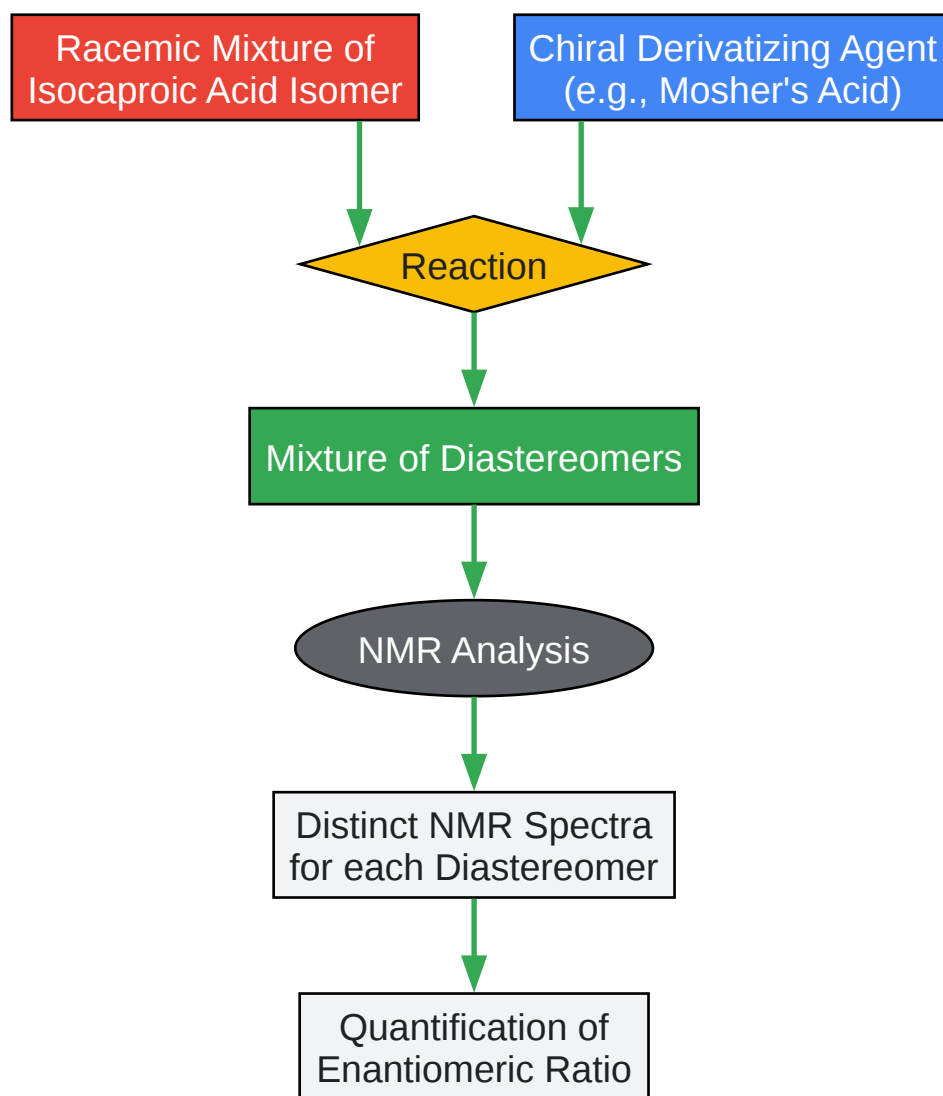 Racemic Mixture of
Isocaproic Acid Isomer
Chiral Derivatizing Agent
(e.g., Mosher's Acid)
Reaction
Mixture of Diastereomers
NMR Analysis
Distinct NMR Spectra
for each Diastereomer
Quantification of
Enantiomeric Ratio